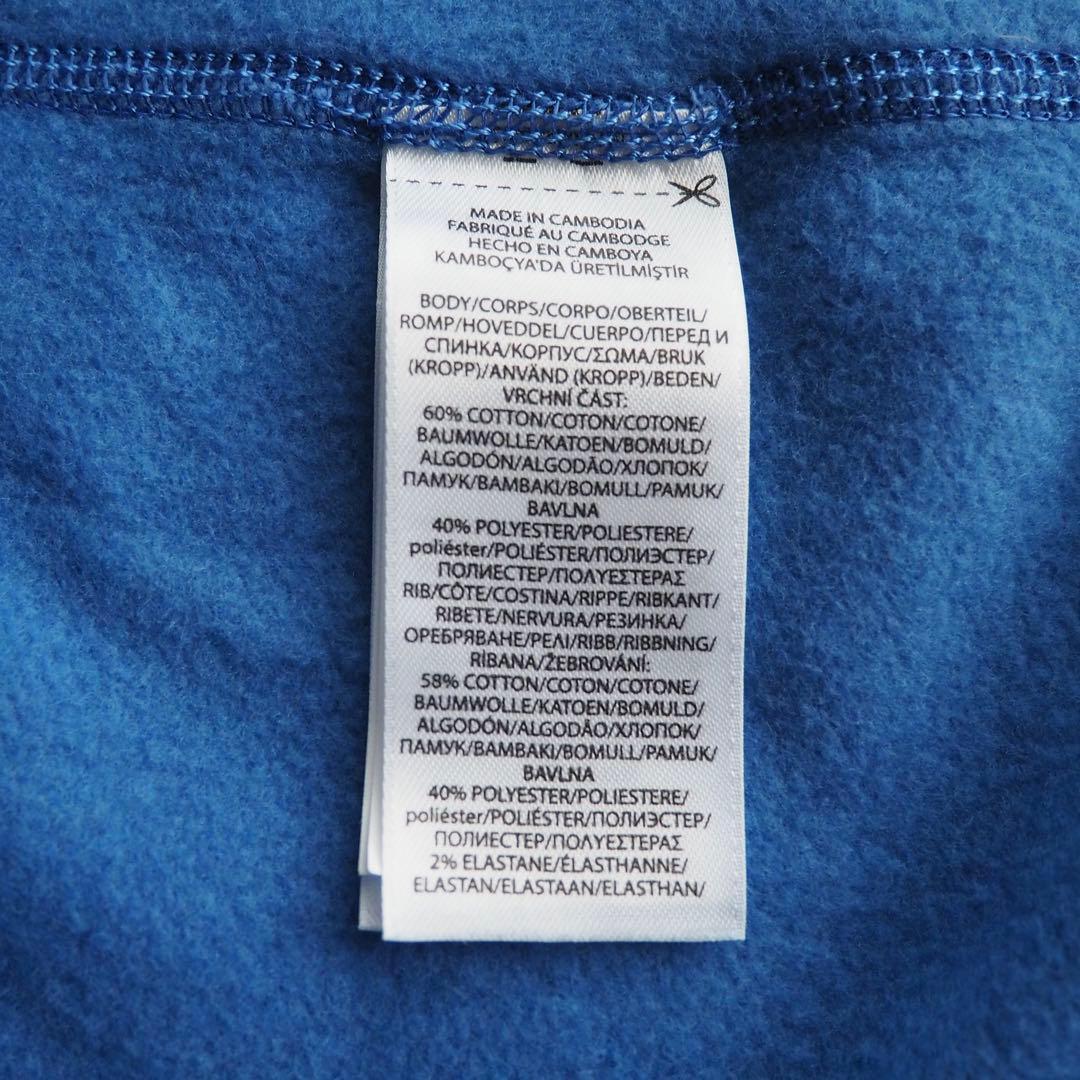 MADE IN CAMBODIA
FABRIQUÉ AU CAMBODGE
HECHO EN CAMBOYA
KAMBOÇYA'DA ÜRETİLMİŞTİR
BODY/CORPS/CORPO/OBERTEIL/
ROMP/HOVEDDEL/CUERPO/ПЕРЕД И
СПИНКА/КОРПУС/ΣΩΜΑ/BRUK
(KROPP)/ANVÄND (KROPP)/BEDEN/
VRCHNÍ ČÁST:
60% COTTON/COTON/COTONE/
BAUMWOLLE/KATOEN/BOMULD/
ALGODÓN/ALGODÃO/ХЛОПОК/
ПАМУК/BAMBAKI/BOMULL/PAMUK/
BAVLNA
40% POLYESTER/POLIESTERE/
poliéster/POLIÉSTER/ПОЛИЭСТЕР/
ПОЛИЕСТЕР/ΠΟΛΥΕΣΤΕΡΑΣ
RIB/CÔTE/COSTINA/RIPPE/RIBKANT/
RIBETE/NERVURA/РЕЗИНКА/
ОРЕБРЯВАНЕ/ΡΕΛΙ/RIBB/RIBBNING/
RIBANA/ŽEBROVÁNÍ:
58% COTTON/COTON/COTONE/
BAUMWOLLE/KATOEN/BOMULD/
ALGODÓN/ALGODÃO/ХЛОПОК/
ПАМУК/BAMBAKI/BOMULL/PAMUK/
BAVLNA
40% POLYESTER/POLIESTERE/
poliéster/POLIÉSTER/ПОЛИЭСТЕР/
ПОЛИЕСТЕР/ΠΟΛΥΕΣΤΕΡΑΣ
2% ELASTANE/ÉLASTHANNE/
ELASTAN/ELASTAAN/ELASTHAN/